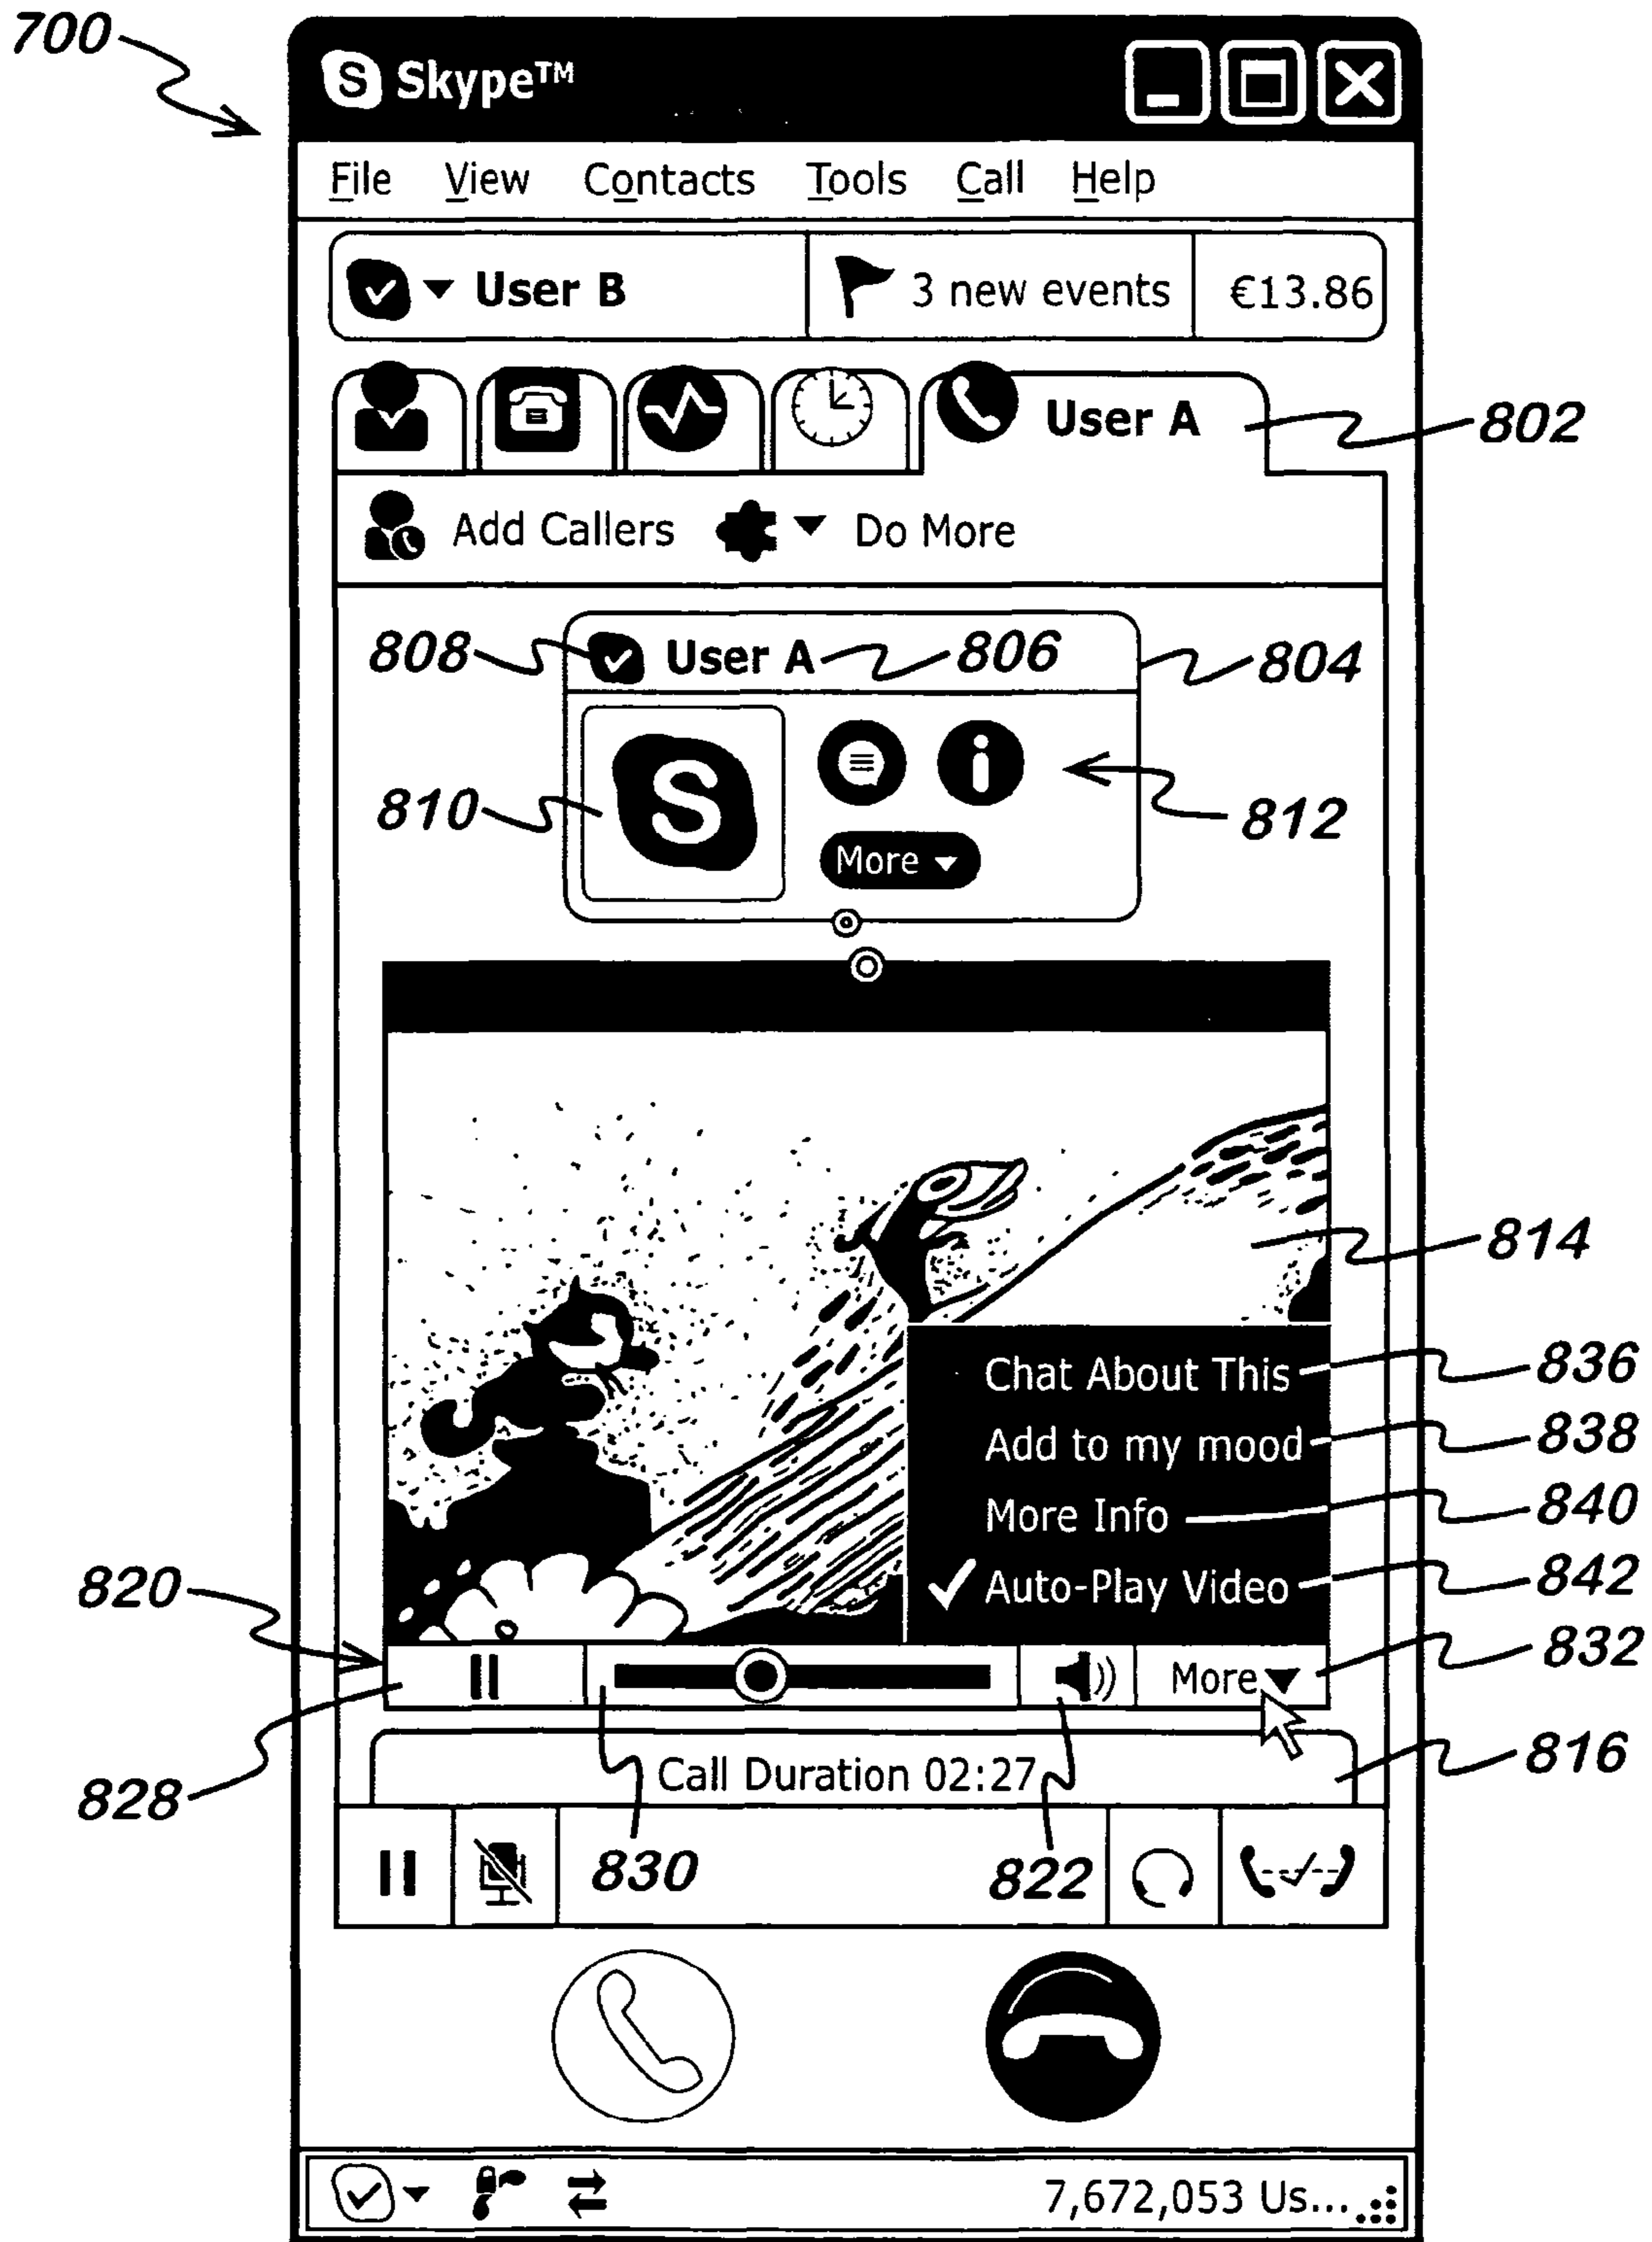 700
S Skype™
File View Contacts Tools Call Help
User B 3 new events €13.86
User A 802
Add Callers Do More
808 User A 806 804
S i
810 812
More
814
Chat About This 836
Add to my mood 838
More Info 840
Auto-Play Video 842
820
More 832
828
Call Duration 02:27 816
830 822
7,672,053 Us...